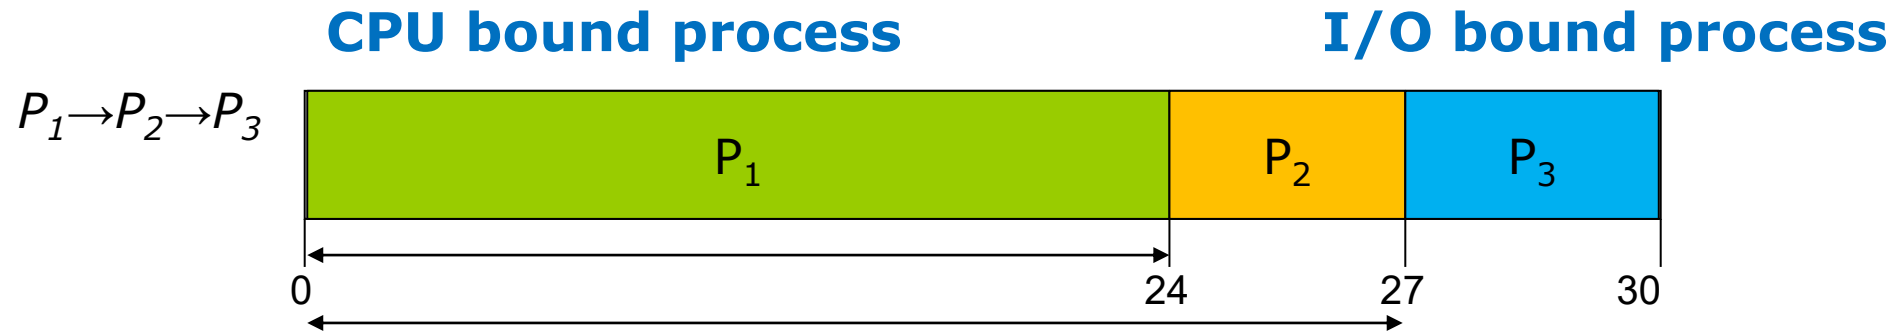 CPU bound process I/O bound process
P₁→P₂→P₃
P₁ P₂ P₃
0 24 27 30